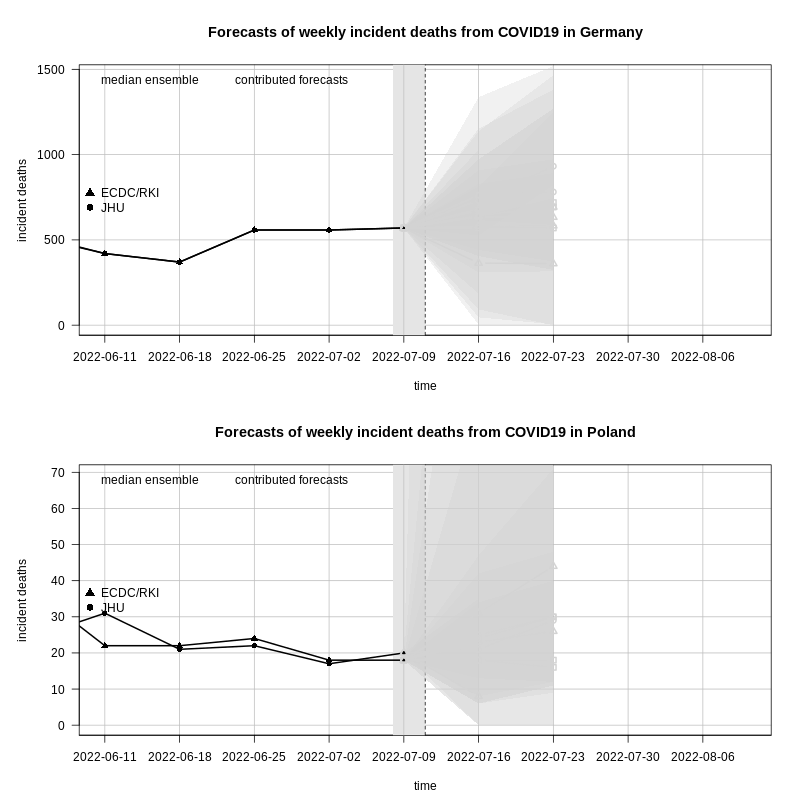 Forecasts of weekly incident deaths from COVID19 in Germany
median ensemble contributed forecasts
incident deaths
1500
1000
500
0
ECDC/RKI
JHU
2022-06-11 2022-06-18 2022-06-25 2022-07-02 2022-07-09 2022-07-16 2022-07-23 2022-07-30 2022-08-06
time
Forecasts of weekly incident deaths from COVID19 in Poland
median ensemble contributed forecasts
incident deaths
70
60
50
40
30
20
10
0
ECDC/RKI
JHU
2022-06-11 2022-06-18 2022-06-25 2022-07-02 2022-07-09 2022-07-16 2022-07-23 2022-07-30 2022-08-06
time